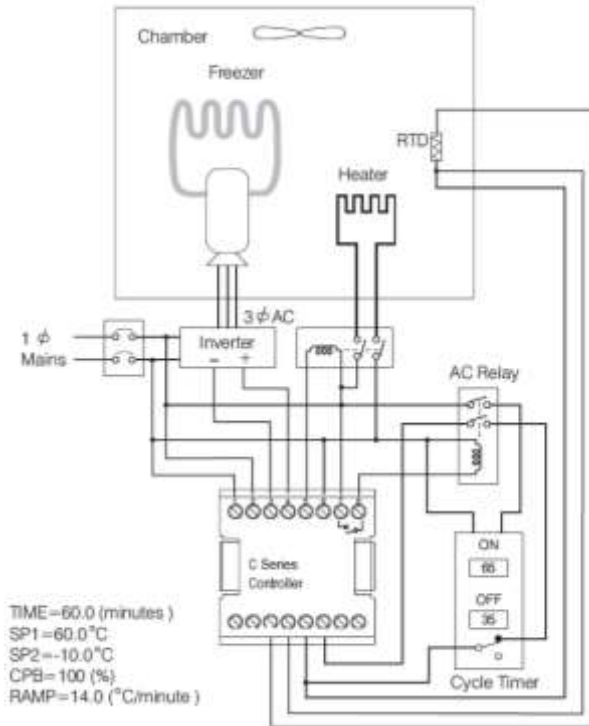 Chamber
Freezer
RTD
Heater
3 ϕ AC
1 ϕ
Mains
Inverter
− +
AC Relay
ON
65
OFF
35
Cycle Timer
C Series
Controller
TIME=60.0 (minutes )
SP1=60.0°C
SP2=-10.0°C
CPB=100 (%)
RAMP=14.0 (°C/minute )